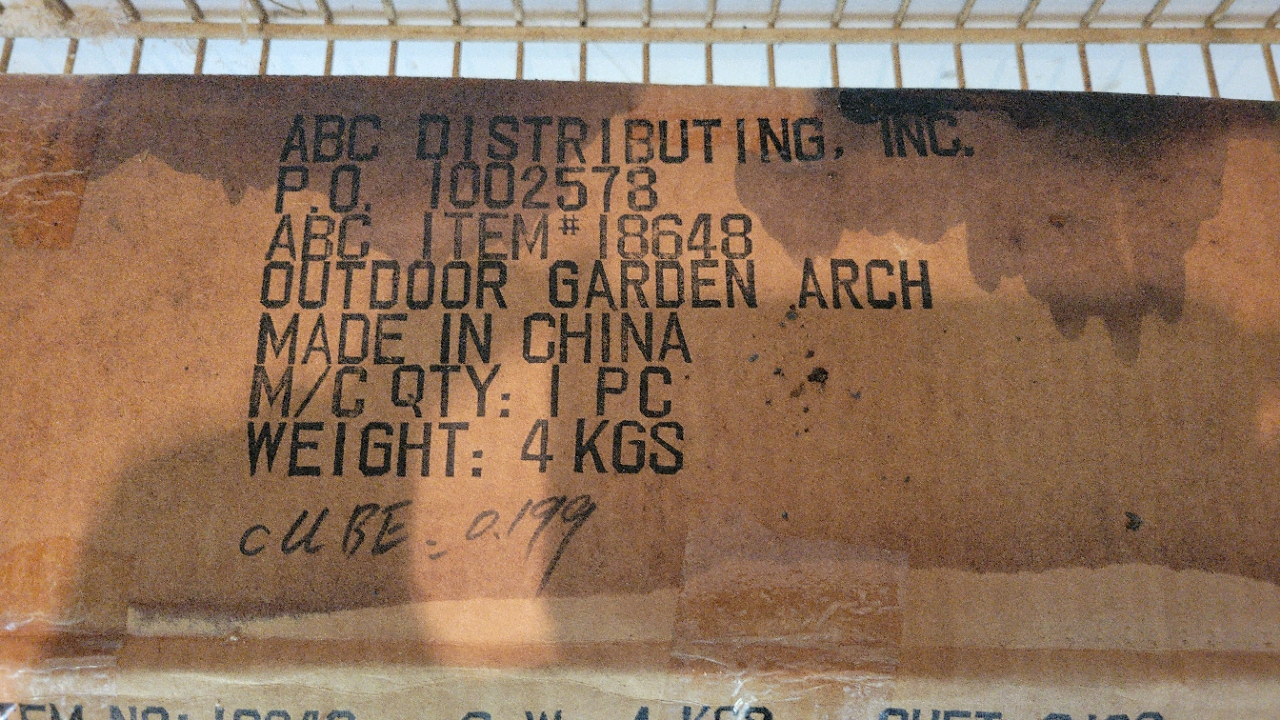 ABC DISTRIBUTING, INC.
P.O. 1002578
ABC ITEM# 18648
OUTDOOR GARDEN ARCH
MADE IN CHINA
M/C QTY: 1 PC
WEIGHT: 4 KGS
CUBE: 0.199